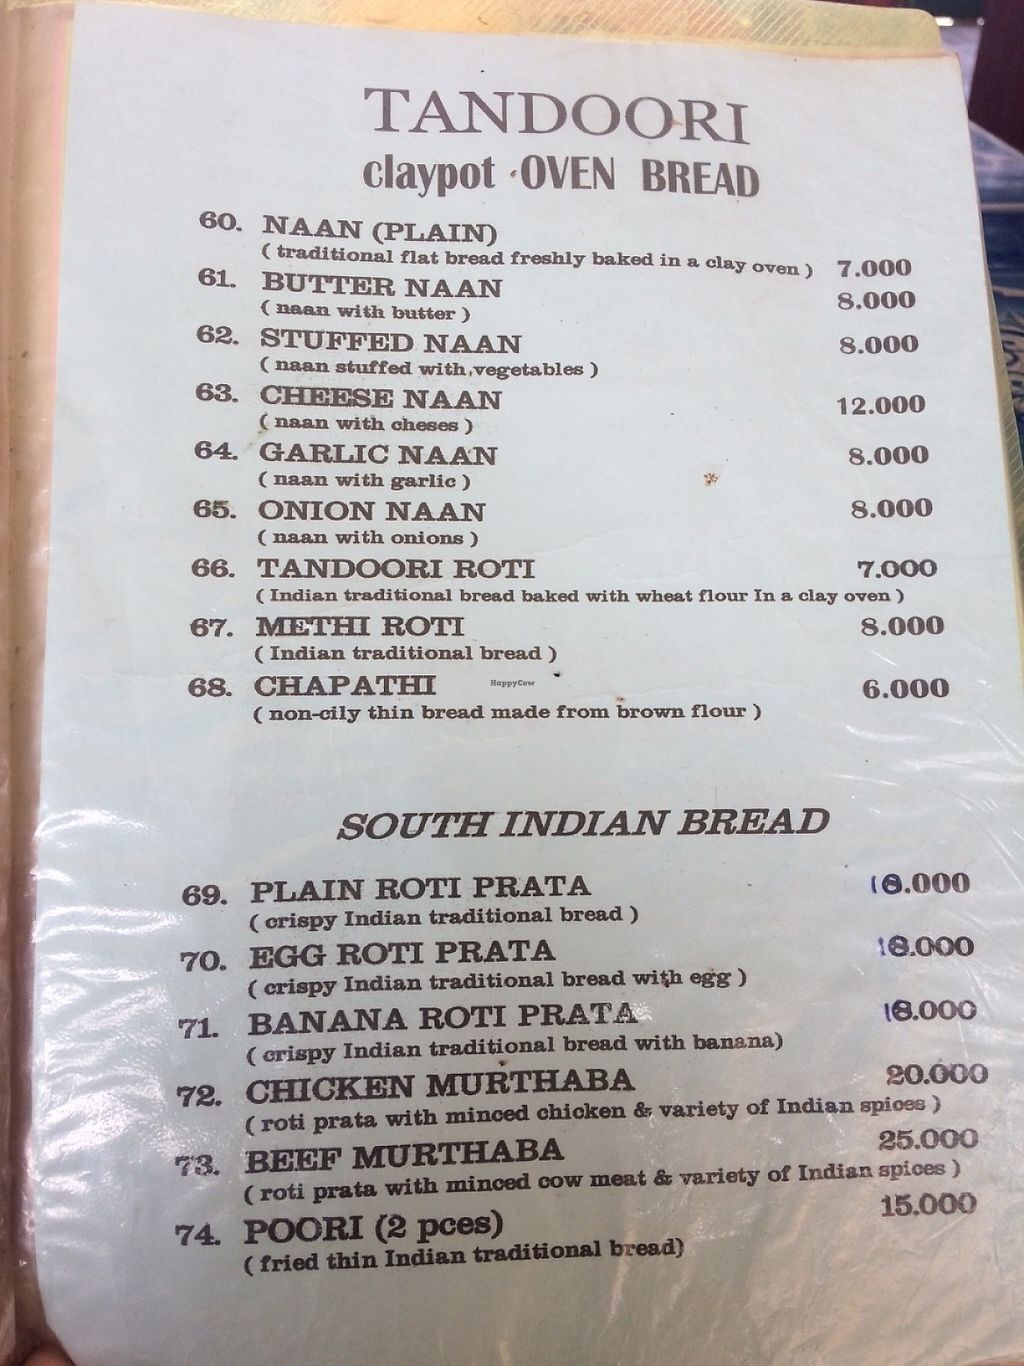 TANDOORI
claypot OVEN BREAD
60. NAAN (PLAIN)
( traditional flat bread freshly baked in a clay oven ) 7.000
61. BUTTER NAAN 8.000
( naan with butter )
62. STUFFED NAAN 8.000
( naan stuffed with vegetables )
63. CHEESE NAAN 12.000
( naan with cheses )
64. GARLIC NAAN 8.000
( naan with garlic )
65. ONION NAAN 8.000
( naan with onions )
66. TANDOORI ROTI 7.000
( Indian traditional bread baked with wheat flour In a clay oven )
67. METHI ROTI 8.000
( Indian traditional bread )
68. CHAPATHI 6.000
HappyCow
( non-cily thin bread made from brown flour )
SOUTH INDIAN BREAD
69. PLAIN ROTI PRATA
( crispy Indian traditional bread )
70. EGG ROTI PRATA
( crispy Indian traditional bread with egg )
71. BANANA ROTI PRATA
( crispy Indian traditional bread with banana)
72. CHICKEN MURTHABA 20.000
( roti prata with minced chicken & variety of Indian spices )
73. BEEF MURTHABA 25.000
( roti prata with minced cow meat & variety of Indian spices )
74. POORI (2 pces) 15.000
( fried thin Indian traditional bread)